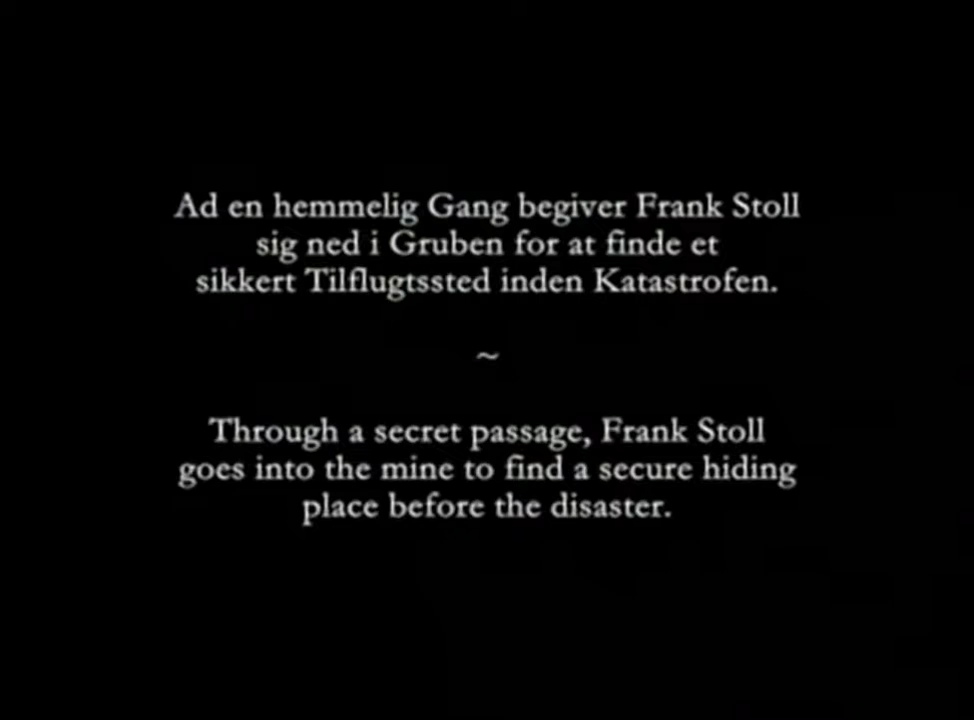 Ad en hemmelig Gang begiver Frank Stoll
sig ned i Gruben for at finde et
sikkert Tilflugtssted inden Katastrofen.
~
Through a secret passage, Frank Stoll
goes into the mine to find a secure hiding
place before the disaster.